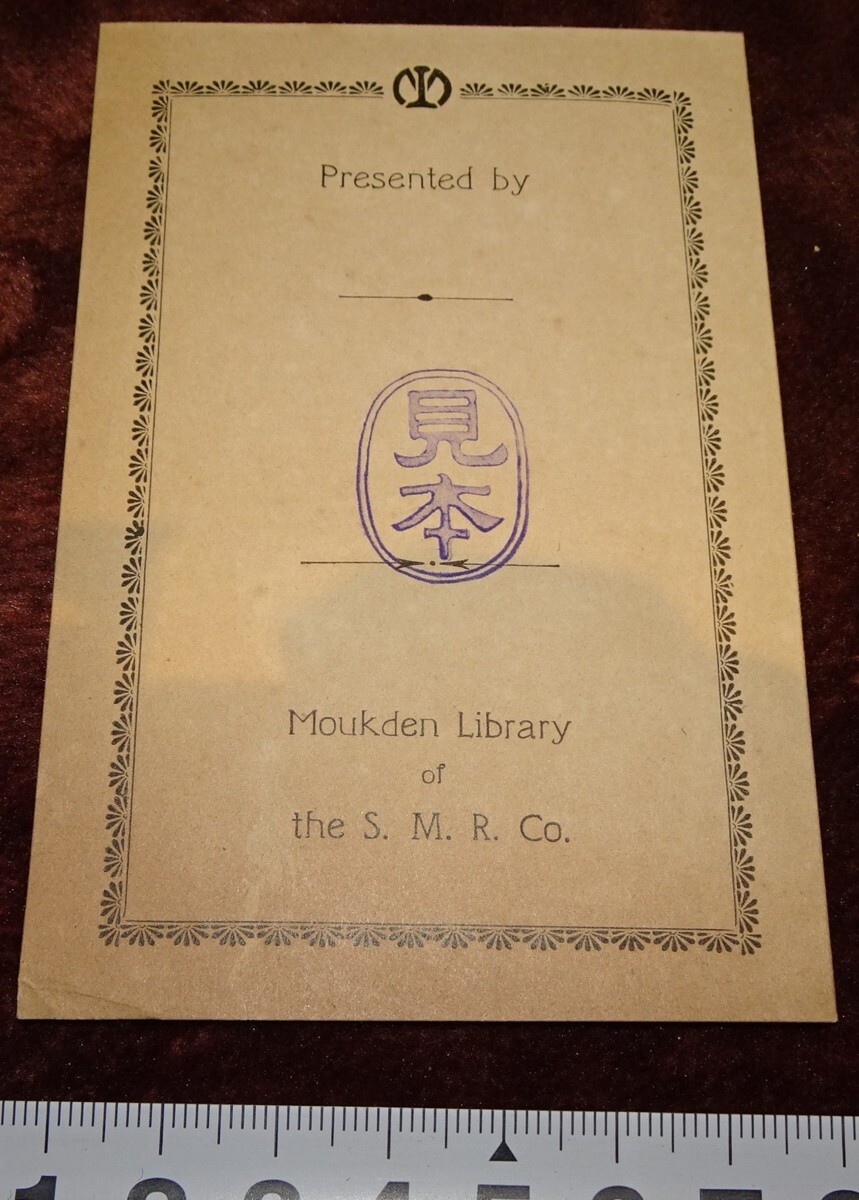 Presented by
見本
Moukden Library
of
the S. M. R. Co.